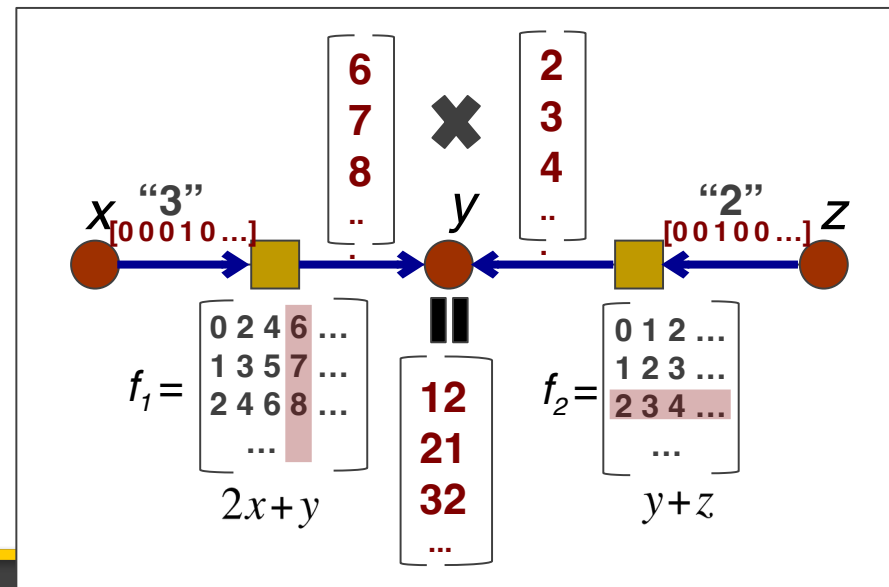 6
7
8
...
2
3
4
...
x
“3”
[0 0 0 1 0 ...]
y
“2”
[0 0 1 0 0 ...]
z
f1 =
0 2 4 6 ...
1 3 5 7 ...
2 4 6 8 ...
...
2x+y
12
21
32
...
f2 =
0 1 2 ...
1 2 3 ...
2 3 4 ...
...
y+z